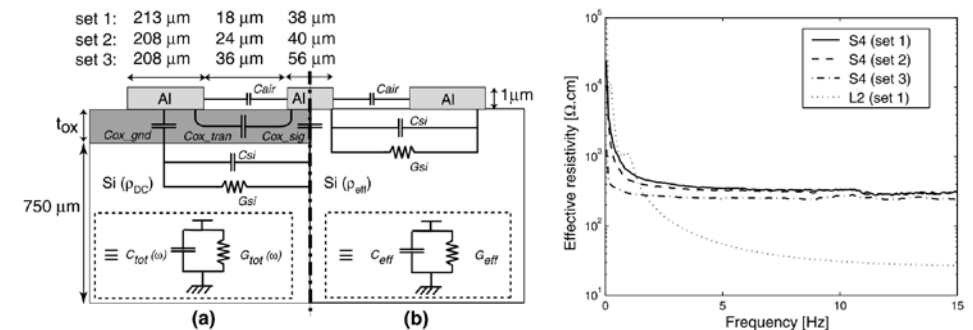 set 1: 213 μm 18 μm 38 μm
set 2: 208 μm 24 μm 40 μm
set 3: 208 μm 36 μm 56 μm
Al Cair Al Cair Al 1μm
tox
Cox_gnd Cox_tran Cox_sig
Csi
Gsi
Csi
Gsi
Si (ρDC)
Si (ρeff)
750 μm
≡ Ctot (ω) Gtot (ω)
≡ Ceff Geff
(a) (b)
Effective resistivity [Ω.cm]
10^5
10^4
10^3
10^2
10^1
S4 (set 1)
S4 (set 2)
S4 (set 3)
L2 (set 1)
0 5 10 15
Frequency [Hz]